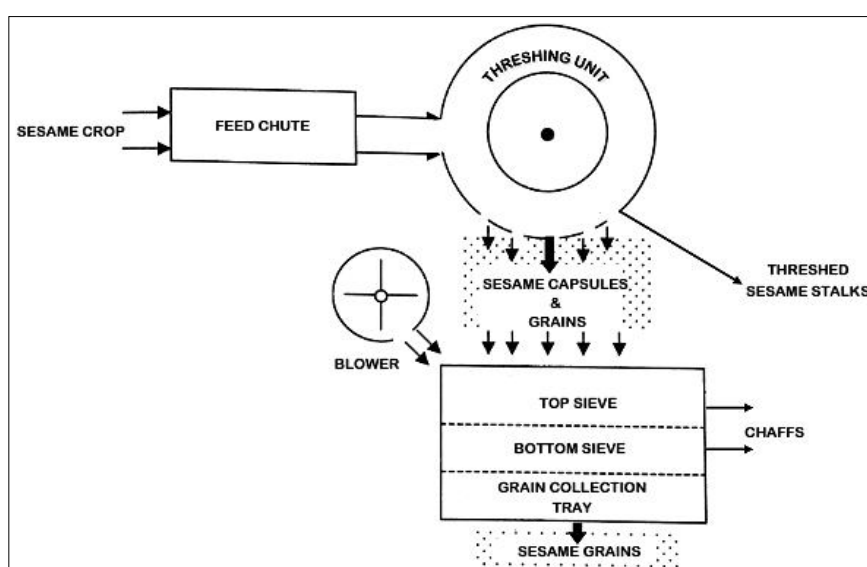 THRESHING UNIT
FEED CHUTE
SESAME CROP
THRESHED
SESAME STALKS
SESAME CAPSULES
&
GRAINS
BLOWER
TOP SIEVE
CHAFFS
BOTTOM SIEVE
GRAIN COLLECTION
TRAY
SESAME GRAINS